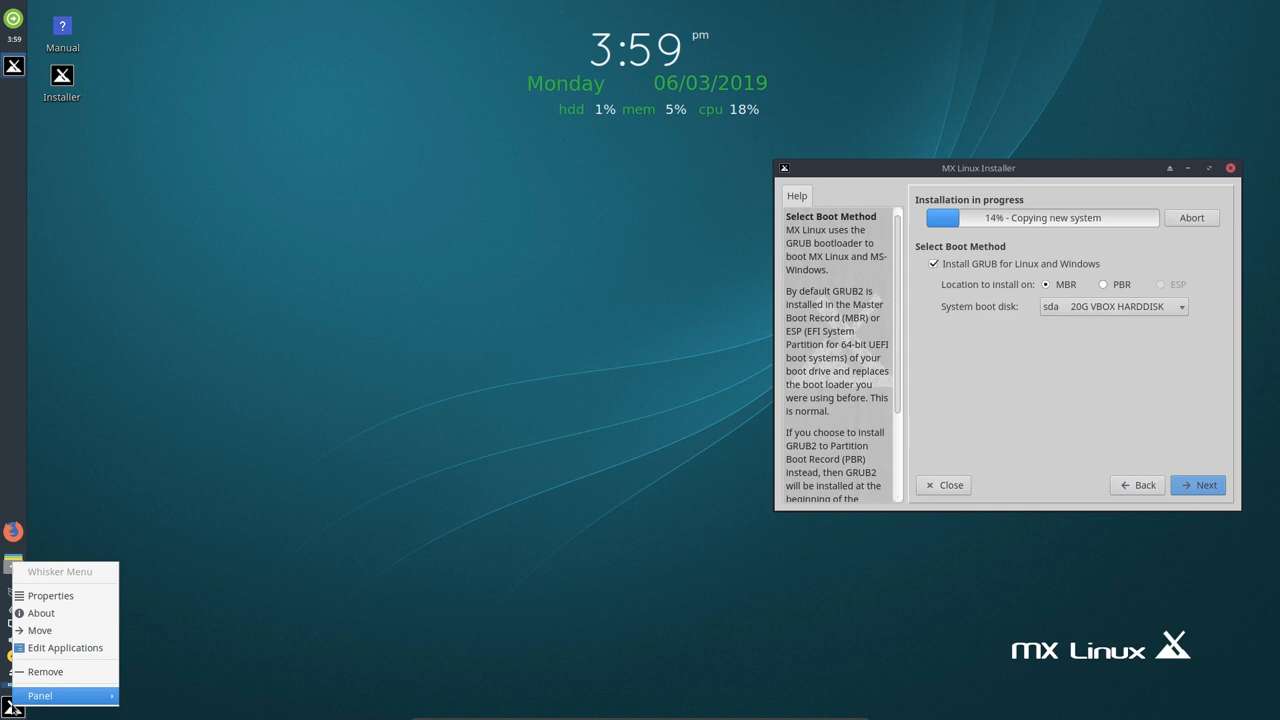 3:59
Manual
Installer
3:59 pm
Monday 06/03/2019
hdd 1% mem 5% cpu 18%
MX Linux Installer
Help
Select Boot Method
MX Linux uses the
GRUB bootloader to
boot MX Linux and MS-
Windows.
By default GRUB2 is
installed in the Master
Boot Record (MBR) or
ESP (EFI System
Partition for 64-bit UEFI
boot systems) of your
boot drive and replaces
the boot loader you
were using before. This
is normal.
If you choose to install
GRUB2 to Partition
Boot Record (PBR)
instead, then GRUB2
will be installed at the
beginning of the
Installation in progress
14% - Copying new system
Abort
Select Boot Method
Install GRUB for Linux and Windows
Location to install on: MBR PBR ESP
System boot disk: sda 20G VBOX HARDDISK
Close
Back
Next
Whisker Menu
Properties
About
Move
Edit Applications
Remove
Panel
mx Linux